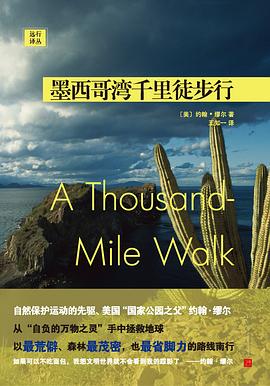 远行
译丛
墨西哥湾千里徒步行
〔美〕约翰·缪尔 著
王知一 译
A Thousand-
Mile Walk
自然保护运动的先驱、美国“国家公园之父”约翰·缪尔
从“自负的万物之灵”手中拯救地球
以最荒僻、森林最茂密，也最省脚力的路线南行
如果可以不吃面包，我想文明世界就不会看到我的踪影了。——约翰·缪尔